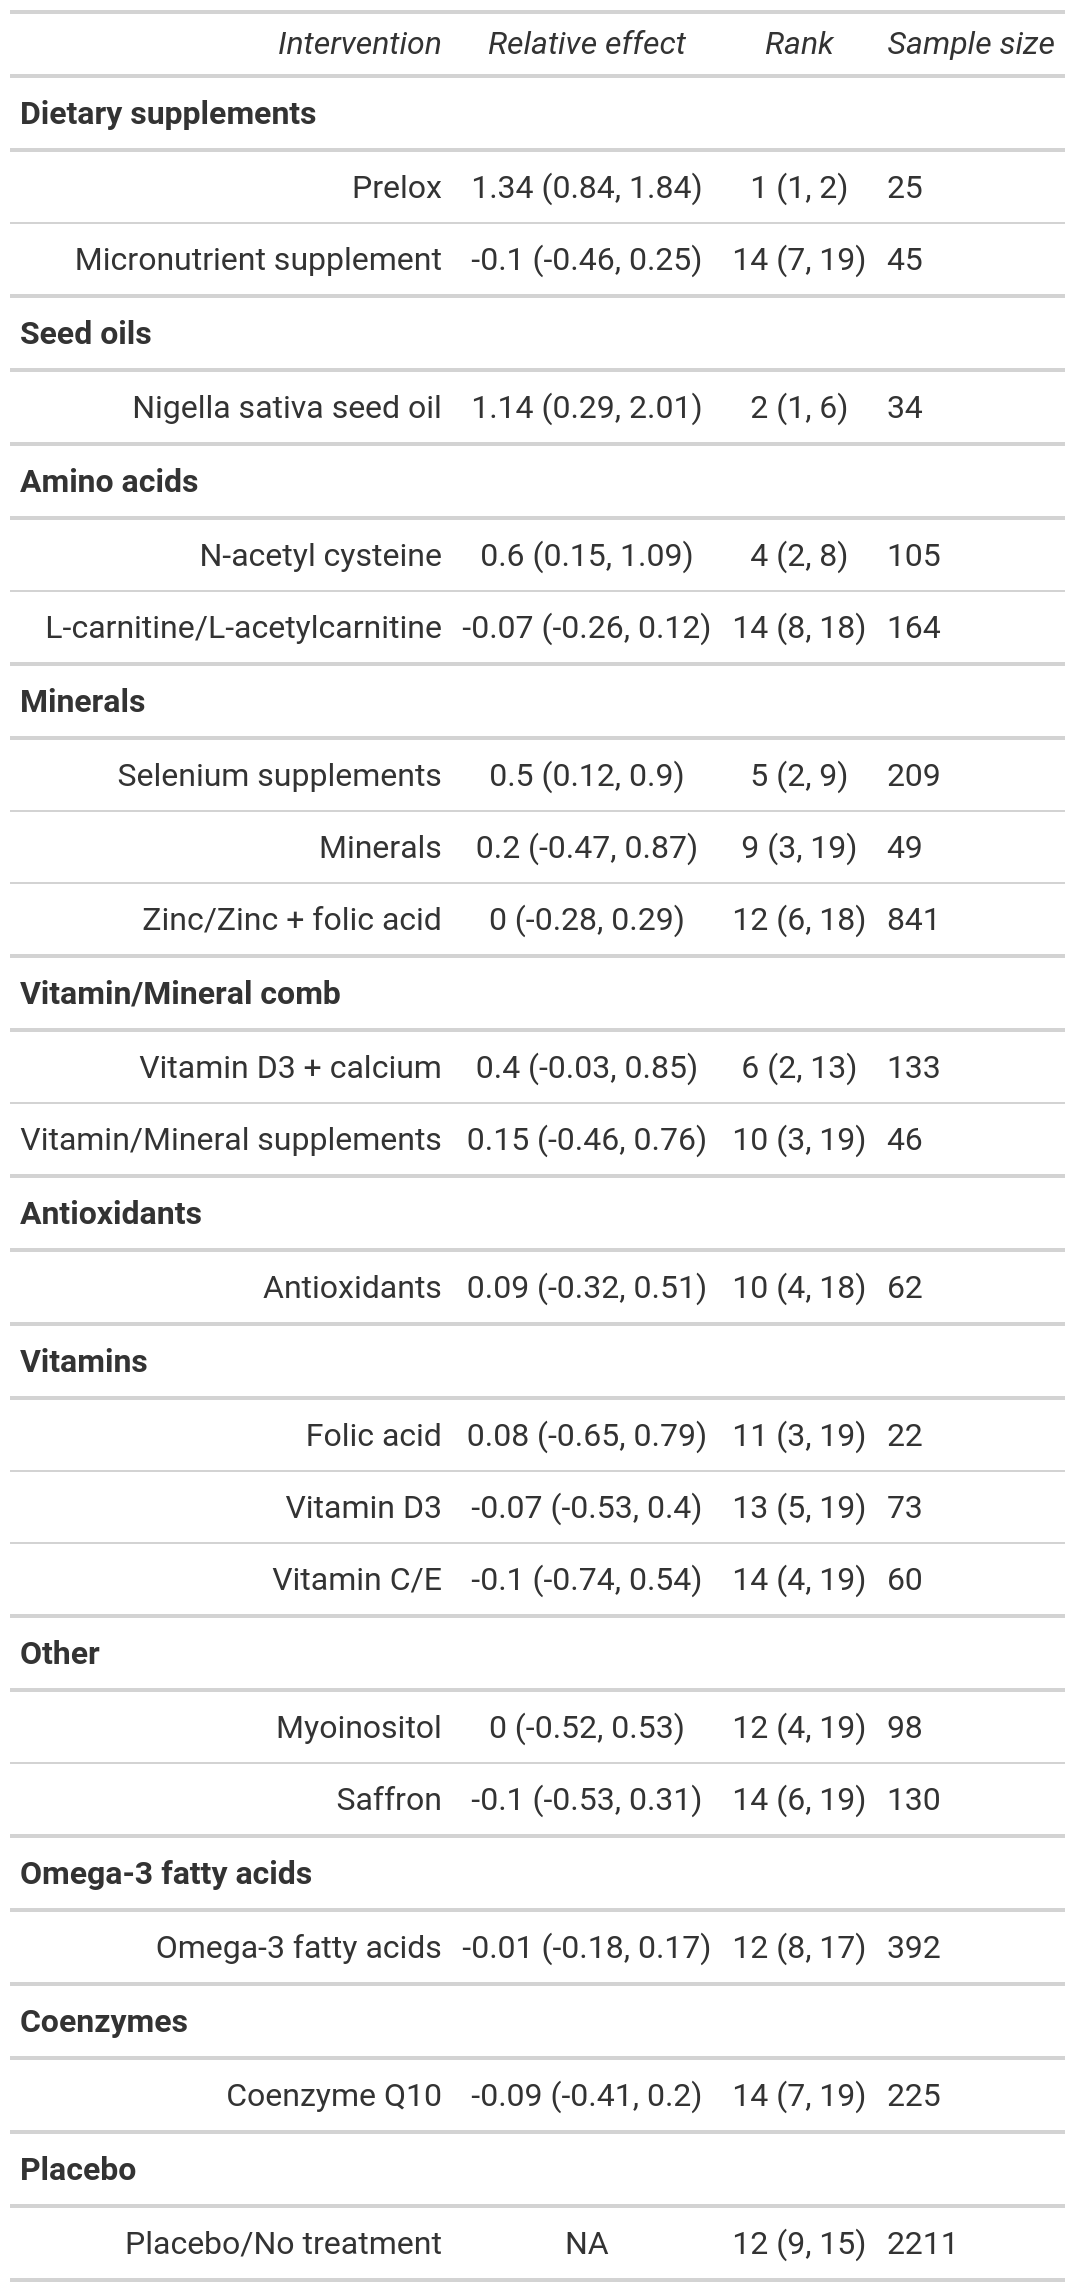 Intervention Relative effect Rank Sample size
Dietary supplements
Prelox 1.34 (0.84, 1.84) 1 (1, 2) 25
Micronutrient supplement -0.1 (-0.46, 0.25) 14 (7, 19) 45
Seed oils
Nigella sativa seed oil 1.14 (0.29, 2.01) 2 (1, 6) 34
Amino acids
N-acetyl cysteine 0.6 (0.15, 1.09) 4 (2, 8) 105
L-carnitine/L-acetylcarnitine -0.07 (-0.26, 0.12) 14 (8, 18) 164
Minerals
Selenium supplements 0.5 (0.12, 0.9) 5 (2, 9) 209
Minerals 0.2 (-0.47, 0.87) 9 (3, 19) 49
Zinc/Zinc + folic acid 0 (-0.28, 0.29) 12 (6, 18) 841
Vitamin/Mineral comb
Vitamin D3 + calcium 0.4 (-0.03, 0.85) 6 (2, 13) 133
Vitamin/Mineral supplements 0.15 (-0.46, 0.76) 10 (3, 19) 46
Antioxidants
Antioxidants 0.09 (-0.32, 0.51) 10 (4, 18) 62
Vitamins
Folic acid 0.08 (-0.65, 0.79) 11 (3, 19) 22
Vitamin D3 -0.07 (-0.53, 0.4) 13 (5, 19) 73
Vitamin C/E -0.1 (-0.74, 0.54) 14 (4, 19) 60
Other
Myoinositol 0 (-0.52, 0.53) 12 (4, 19) 98
Saffron -0.1 (-0.53, 0.31) 14 (6, 19) 130
Omega-3 fatty acids
Omega-3 fatty acids -0.01 (-0.18, 0.17) 12 (8, 17) 392
Coenzymes
Coenzyme Q10 -0.09 (-0.41, 0.2) 14 (7, 19) 225
Placebo
Placebo/No treatment NA 12 (9, 15) 2211